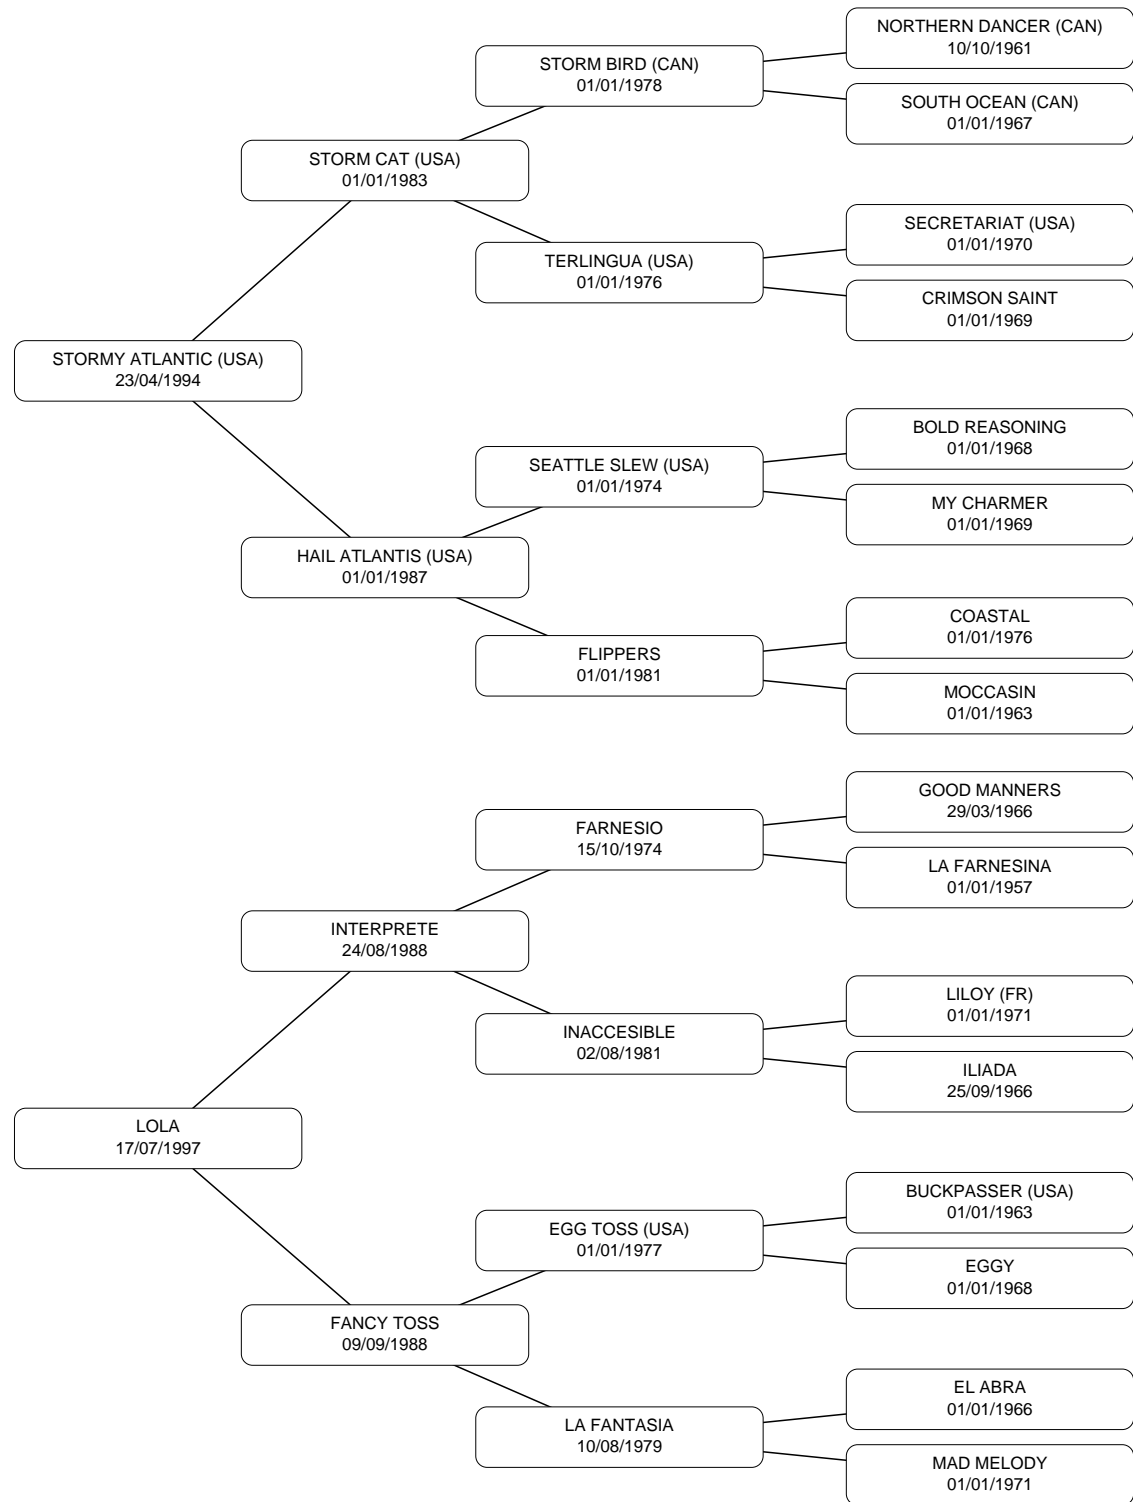 NORTHERN DANCER (CAN)
10/10/1961
STORM BIRD (CAN)
01/01/1978
SOUTH OCEAN (CAN)
01/01/1967
STORM CAT (USA)
01/01/1983
SECRETARIAT (USA)
01/01/1970
TERLINGUA (USA)
01/01/1976
CRIMSON SAINT
01/01/1969
STORMY ATLANTIC (USA)
23/04/1994
BOLD REASONING
01/01/1968
SEATTLE SLEW (USA)
01/01/1974
MY CHARMER
01/01/1969
HAIL ATLANTIS (USA)
01/01/1987
COASTAL
01/01/1976
FLIPPERS
01/01/1981
MOCCASIN
01/01/1963
GOOD MANNERS
29/03/1966
FARNESIO
15/10/1974
LA FARNESINA
01/01/1957
INTERPRETE
24/08/1988
LILOY (FR)
01/01/1971
INACCESIBLE
02/08/1981
ILIADA
25/09/1966
LOLA
17/07/1997
BUCKPASSER (USA)
01/01/1963
EGG TOSS (USA)
01/01/1977
EGGY
01/01/1968
FANCY TOSS
09/09/1988
EL ABRA
01/01/1966
LA FANTASIA
10/08/1979
MAD MELODY
01/01/1971